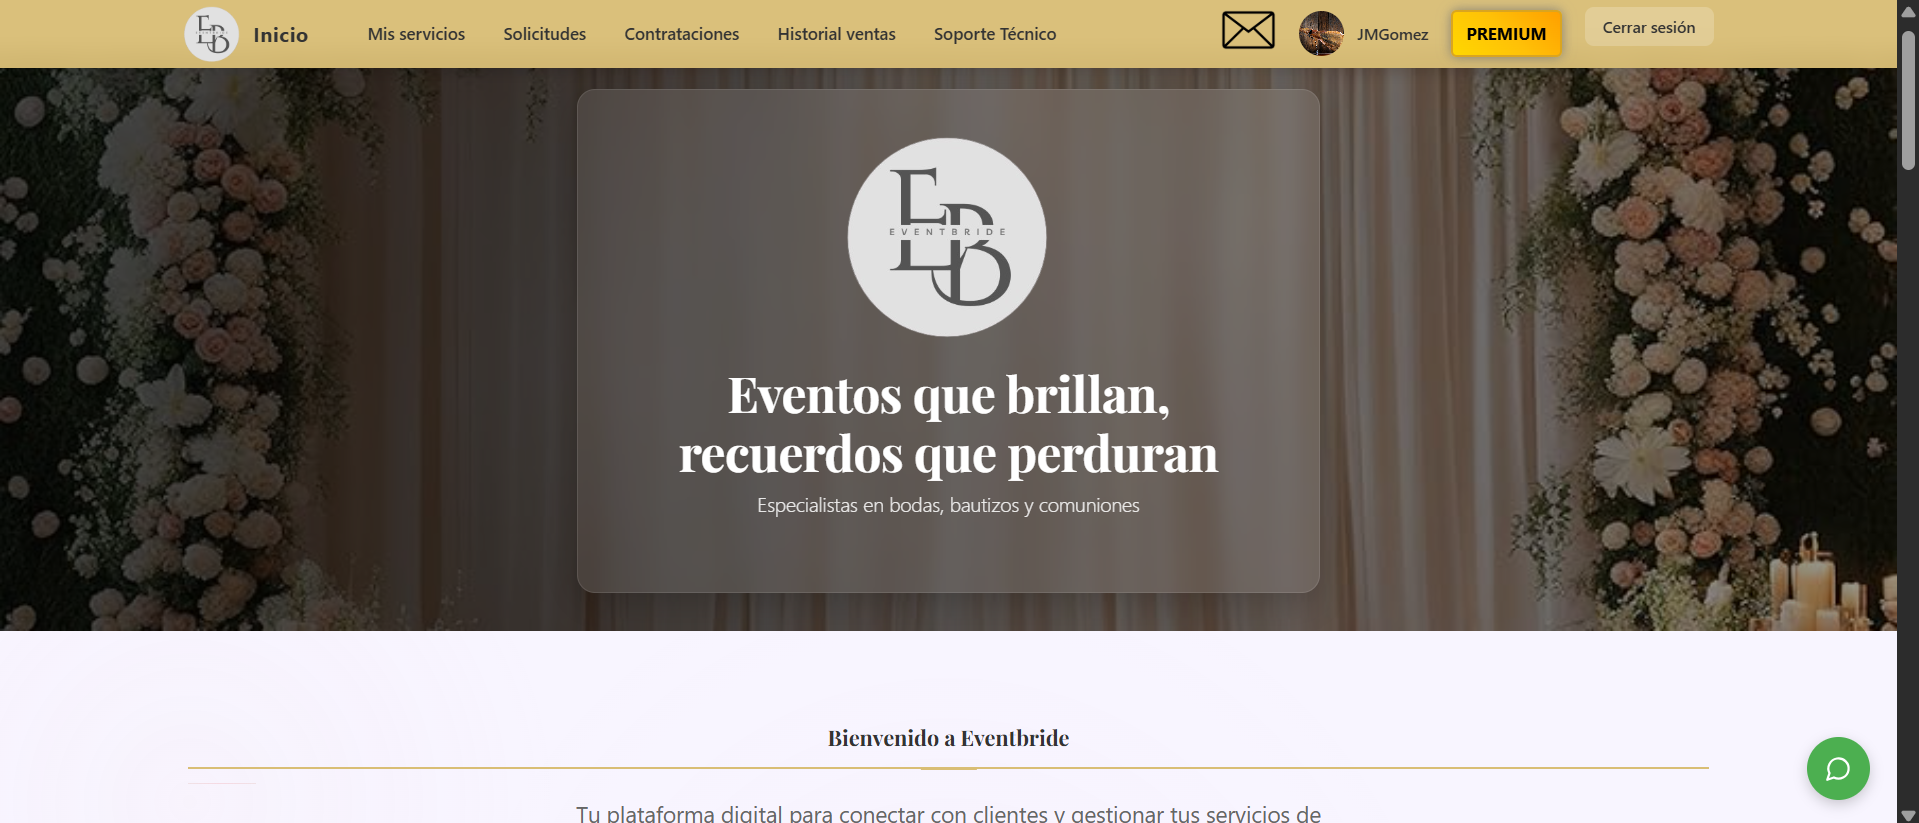 Inicio
Mis servicios
Solicitudes
Contrataciones
Historial ventas
Soporte Técnico
JMGomez
PREMIUM
Cerrar sesión
EB
EVENTBRIDE
Eventos que brillan,
recuerdos que perduran
Especialistas en bodas, bautizos y comuniones
Bienvenido a Eventbride
Tu plataforma digital para conectar con clientes y gestionar tus servicios de